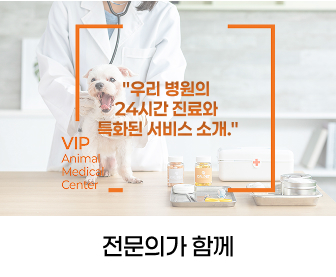 "우리 병원의
24시간 진료와
특화된 서비스 소개."
VIP
Animal
Medical
Center
전문의가 함께